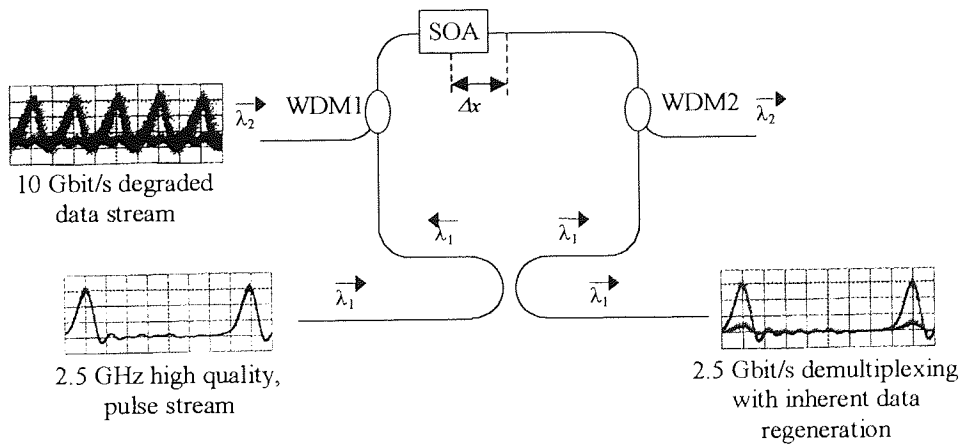 SOA
Δx
WDM1
WDM2
λ₂
λ₂
10 Gbit/s degraded
data stream
λ₁
λ₁
λ₁
λ₁
2.5 GHz high quality,
pulse stream
2.5 Gbit/s demultiplexing
with inherent data
regeneration